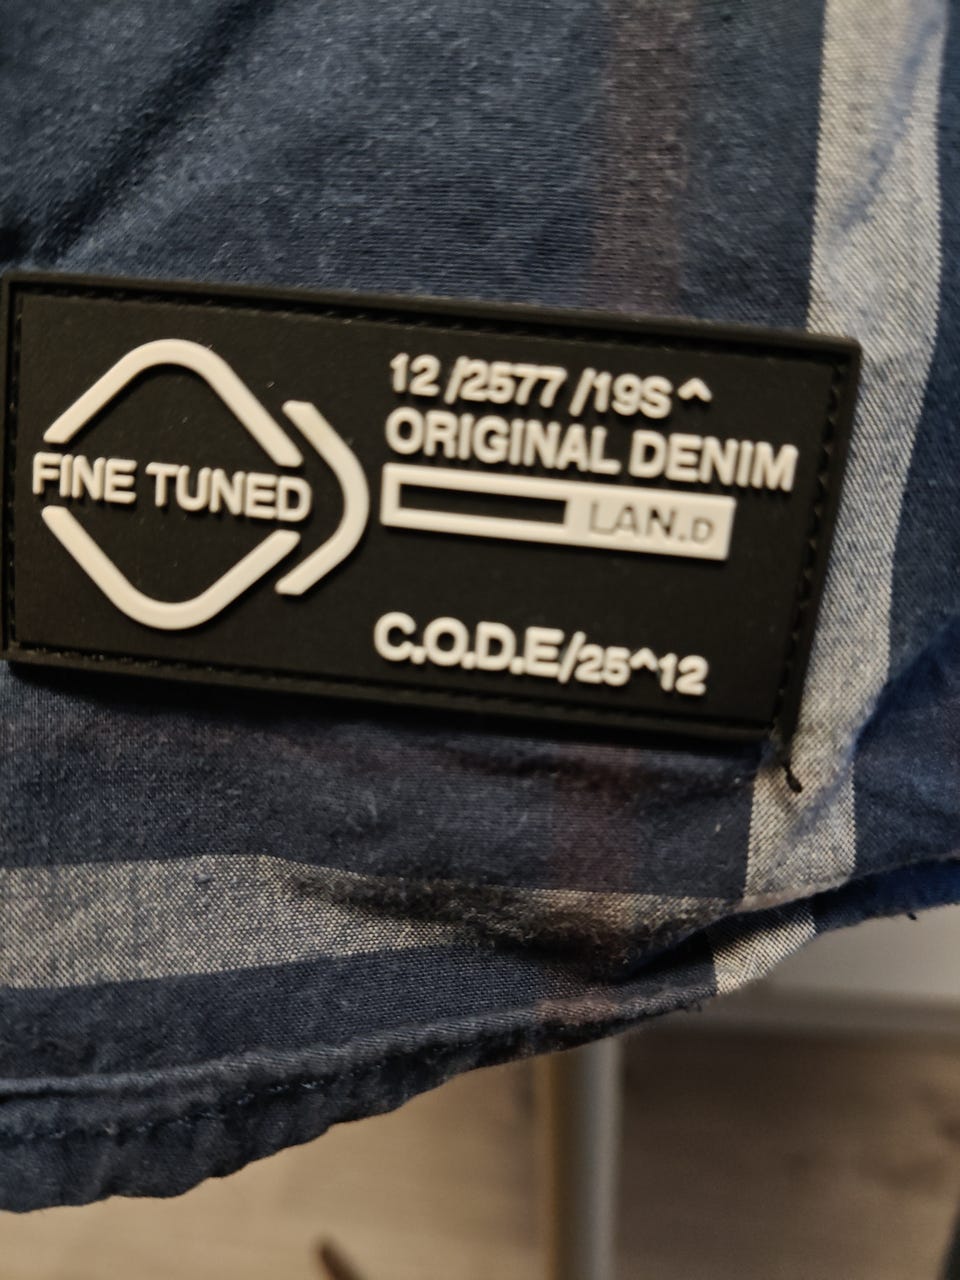 FINE TUNED
12 /2577 /19S^
ORIGINAL DENIM
LAN.D
C.O.D.E/25^12